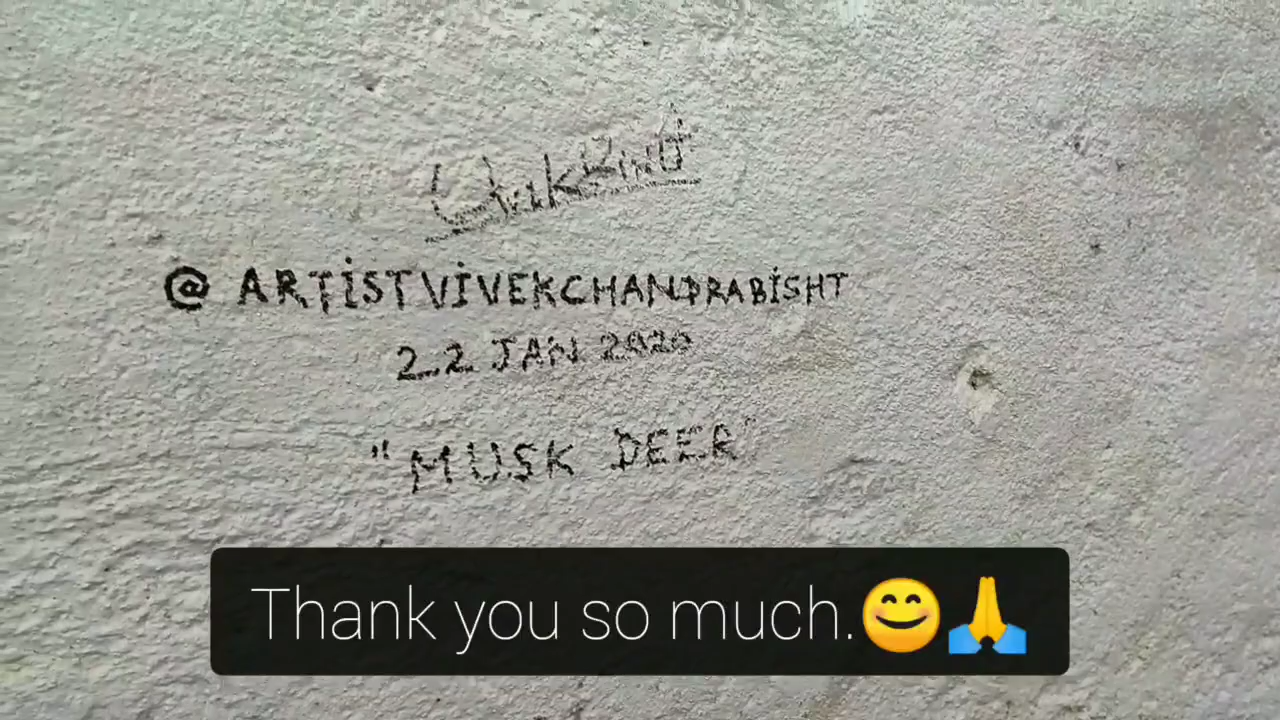 @ARTISTVIVEKCHANDRABISHT
22 JAN 2020
"MUSK DEER"
Thank you so much.😊🙏